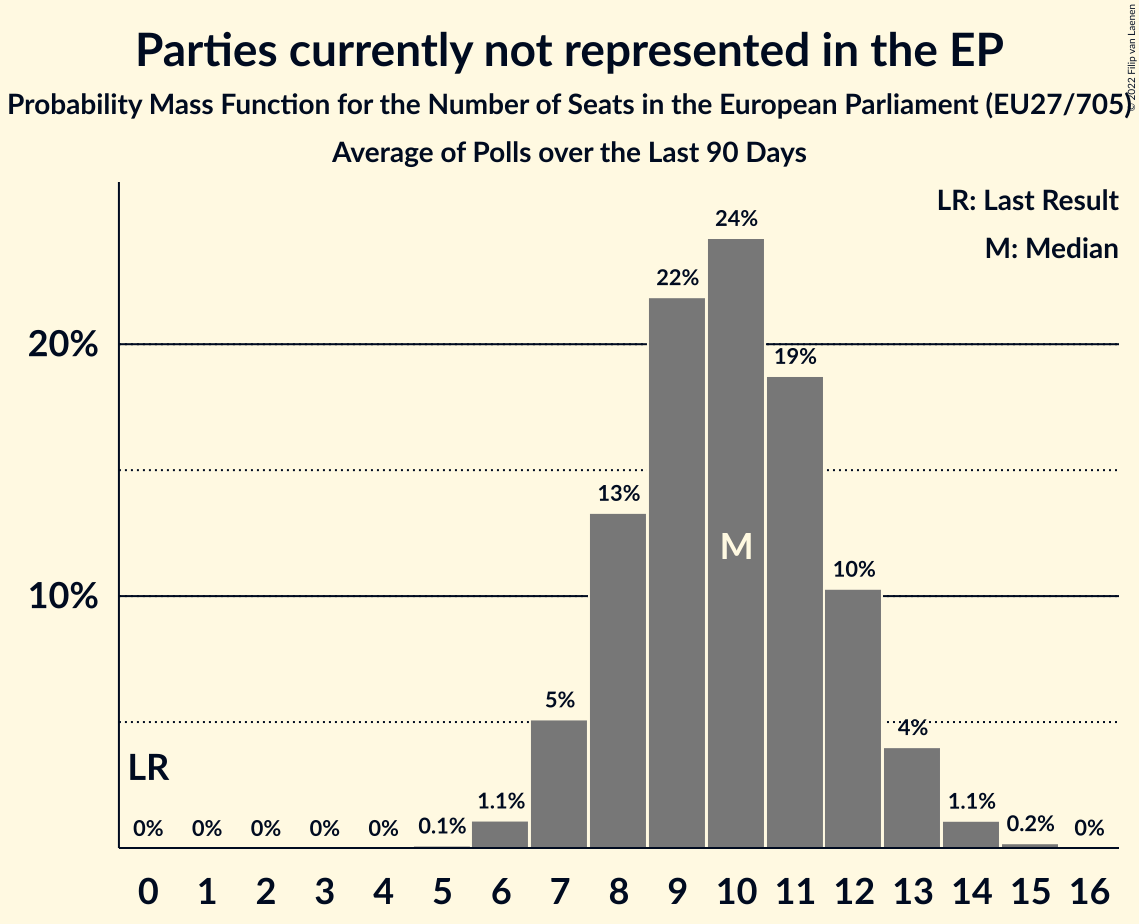 Parties currently not represented in the EP
Probability Mass Function for the Number of Seats in the European Parliament (EU27/705)
Average of Polls over the Last 90 Days
© 2022 Filip van Laenen
LR: Last Result
M: Median
20%
10%
LR
M
0% 0% 0% 0% 0% 0.1% 1.1% 5% 13% 22% 24% 19% 10% 4% 1.1% 0.2% 0%
0 1 2 3 4 5 6 7 8 9 10 11 12 13 14 15 16